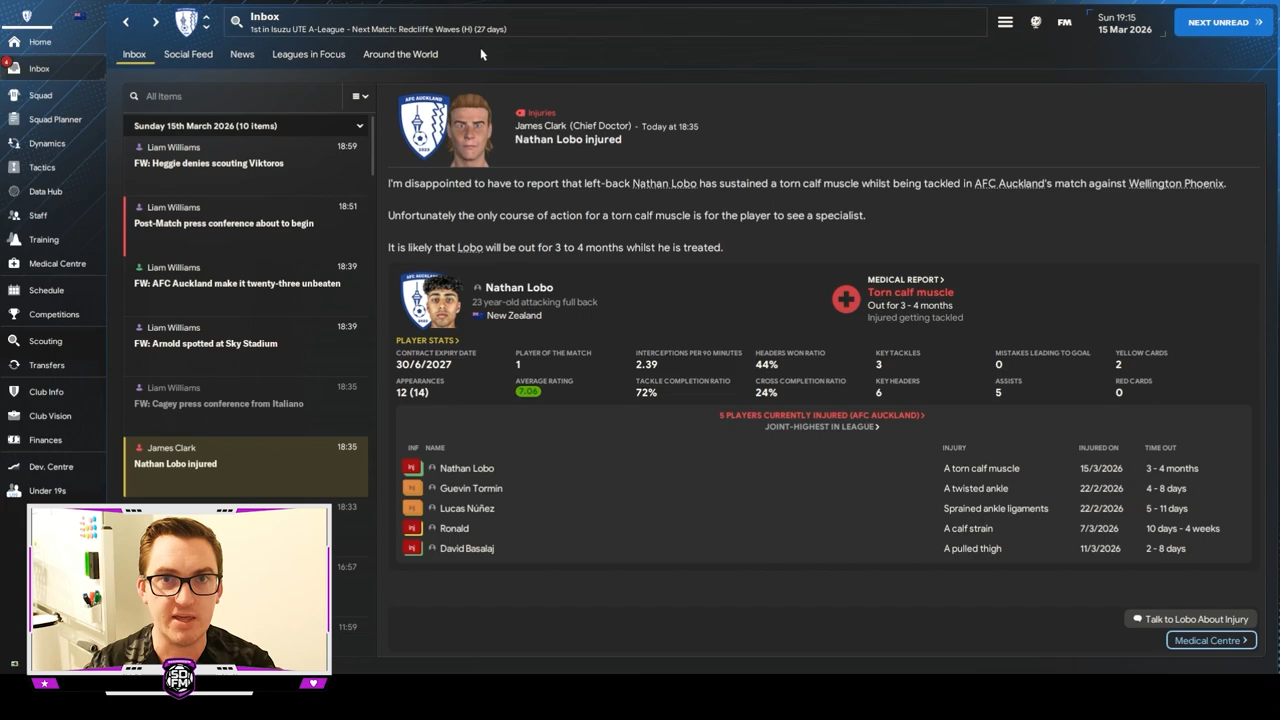 Inbox
1st in Isuzu UTE A-League - Next Match: Redcliffe Waves (H) (27 days)
FM
Sun 19:15
15 Mar 2026
NEXT UNREAD
Home
4
Inbox
Squad
Squad Planner
Dynamics
Tactics
Data Hub
Staff
Training
Medical Centre
Schedule
Competitions
Scouting
Transfers
Club Info
Club Vision
Finances
Dev. Centre
Under 19s
Inbox
Social Feed
News
Leagues in Focus
Around the World
All Items
Sunday 15th March 2026 (10 items)
Liam Williams 18:59
FW: Heggie denies scouting Viktoros
Liam Williams 18:51
Post-Match press conference about to begin
Liam Williams 18:39
FW: AFC Auckland make it twenty-three unbeaten
Liam Williams 18:39
FW: Arnold spotted at Sky Stadium
Liam Williams 18:35
FW: Cagey press conference from Italiano
James Clark 18:35
Nathan Lobo injured
18:33
16:57
11:59
AFC AUCKLAND
Injuries
James Clark (Chief Doctor) - Today at 18:35
Nathan Lobo injured
I'm disappointed to have to report that left-back Nathan Lobo has sustained a torn calf muscle whilst being tackled in AFC Auckland's match against Wellington Phoenix.
Unfortunately the only course of action for a torn calf muscle is for the player to see a specialist.
It is likely that Lobo will be out for 3 to 4 months whilst he is treated.
Nathan Lobo
23 year-old attacking full back
New Zealand
MEDICAL REPORT
Torn calf muscle
Out for 3 - 4 months
Injured getting tackled
PLAYER STATS
CONTRACT EXPIRY DATE PLAYER OF THE MATCH INTERCEPTIONS PER 90 MINUTES HEADERS WON RATIO KEY TACKLES MISTAKES LEADING TO GOAL YELLOW CARDS
30/6/2027 1 2.39 44% 3 0 2
APPEARANCES AVERAGE RATING TACKLE COMPLETION RATIO CROSS COMPLETION RATIO KEY HEADERS ASSISTS RED CARDS
12 (14) 7.06 72% 24% 6 5 0
5 PLAYERS CURRENTLY INJURED (AFC AUCKLAND)
JOINT-HIGHEST IN LEAGUE
INF NAME INJURY INJURED ON TIME OUT
Inj Nathan Lobo A torn calf muscle 15/3/2026 3 - 4 months
Inj Guevin Tormin A twisted ankle 22/2/2026 4 - 8 days
Inj Lucas Núñez Sprained ankle ligaments 22/2/2026 5 - 11 days
Inj Ronald A calf strain 7/3/2026 10 days - 4 weeks
Inj David Basalaj A pulled thigh 11/3/2026 2 - 8 days
Talk to Lobo About Injury
Medical Centre
SD
FM